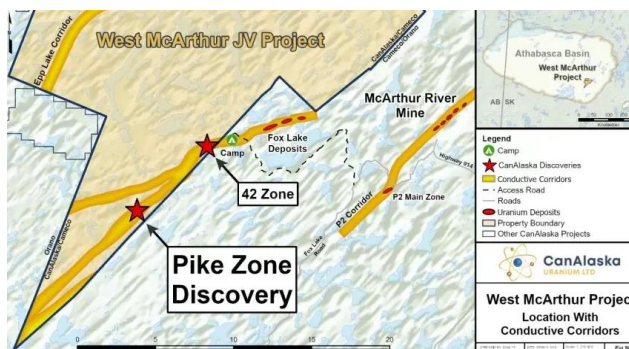 West McArthur JV Project
Epp Lake Corridor
CanAlaska/Cameco
Cameco/Orano
McArthur River
Mine
Camp
Fox Lake
Deposits
42 Zone
Highway 914
P2 Corridor
P2 Main Zone
Fox Lake
Road
Orano
CanAlaska/Cameco
Pike Zone
Discovery
0
5
10
15
20
Athabasca Basin
West McArthur
Project
AB
SK
Legend
Camp
CanAlaska Discoveries
Conductive Corridors
Access Road
Roads
Uranium Deposits
Property Boundary
Other CanAlaska Projects
CanAlaska
URANIUM LTD
West McArthur Project
Location With
Conductive Corridors